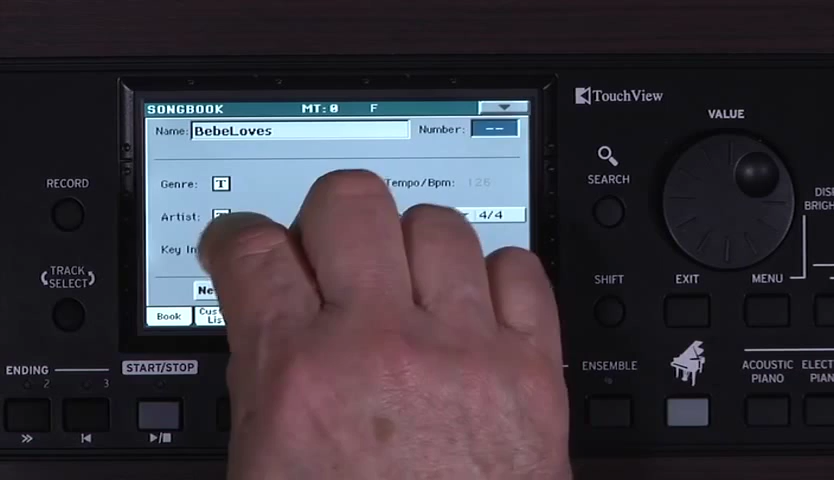 SONGBOOK MT:0 F
Name: BebeLoves Number: --
Genre: T Tempo/Bpm: 126
Artist: 4/4
Key In
Ne
Book
TouchView
VALUE
SEARCH
RECORD
TRACK
SELECT
SHIFT EXIT MENU
ENDING 2 3 START/STOP
ENSEMBLE
ACOUSTIC
PIANO